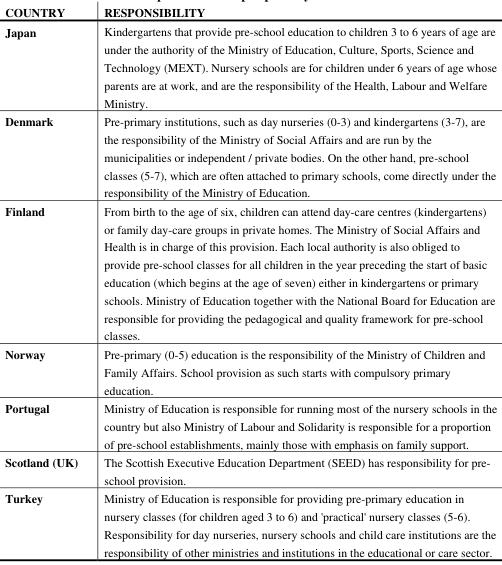 COUNTRY RESPONSIBILITY
Japan Kindergartens that provide pre-school education to children 3 to 6 years of age are
under the authority of the Ministry of Education, Culture, Sports, Science and
Technology (MEXT). Nursery schools are for children under 6 years of age whose
parents are at work, and are the responsibility of the Health, Labour and Welfare
Ministry.
Denmark Pre-primary institutions, such as day nurseries (0-3) and kindergartens (3-7), are
the responsibility of the Ministry of Social Affairs and are run by the
municipalities or independent / private bodies. On the other hand, pre-school
classes (5-7), which are often attached to primary schools, come directly under the
responsibility of the Ministry of Education.
Finland From birth to the age of six, children can attend day-care centres (kindergartens)
or family day-care groups in private homes. The Ministry of Social Affairs and
Health is in charge of this provision. Each local authority is also obliged to
provide pre-school classes for all children in the year preceding the start of basic
education (which begins at the age of seven) either in kindergartens or primary
schools. Ministry of Education together with the National Board for Education are
responsible for providing the pedagogical and quality framework for pre-school
classes.
Norway Pre-primary (0-5) education is the responsibility of the Ministry of Children and
Family Affairs. School provision as such starts with compulsory primary
education.
Portugal Ministry of Education is responsible for running most of the nursery schools in the
country but also Ministry of Labour and Solidarity is responsible for a proportion
of pre-school establishments, mainly those with emphasis on family support.
Scotland (UK) The Scottish Executive Education Department (SEED) has responsibility for pre-
school provision.
Turkey Ministry of Education is responsible for providing pre-primary education in
nursery classes (for children aged 3 to 6) and 'practical' nursery classes (5-6).
Responsibility for day nurseries, nursery schools and child care institutions are the
responsibility of other ministries and institutions in the educational or care sector.